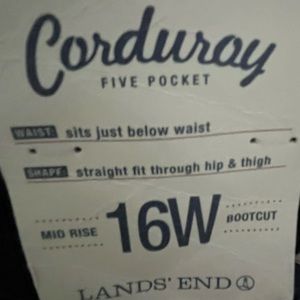 Corduroy
FIVE POCKET
WAIST: sits just below waist
SHAPE: straight fit through hip & thigh
MID RISE 16W BOOTCUT
LANDS' END